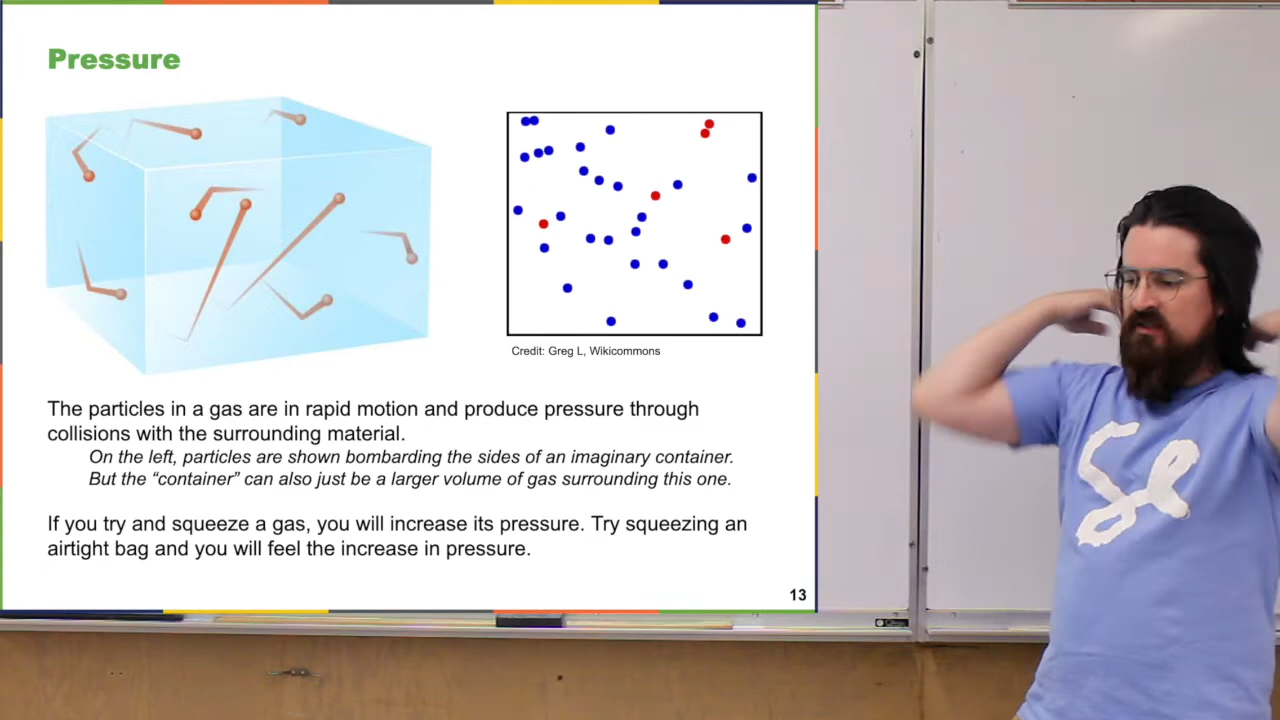 Pressure
Credit: Greg L, Wikicommons
The particles in a gas are in rapid motion and produce pressure through
collisions with the surrounding material.
On the left, particles are shown bombarding the sides of an imaginary container.
But the “container” can also just be a larger volume of gas surrounding this one.
If you try and squeeze a gas, you will increase its pressure. Try squeezing an
airtight bag and you will feel the increase in pressure.
13